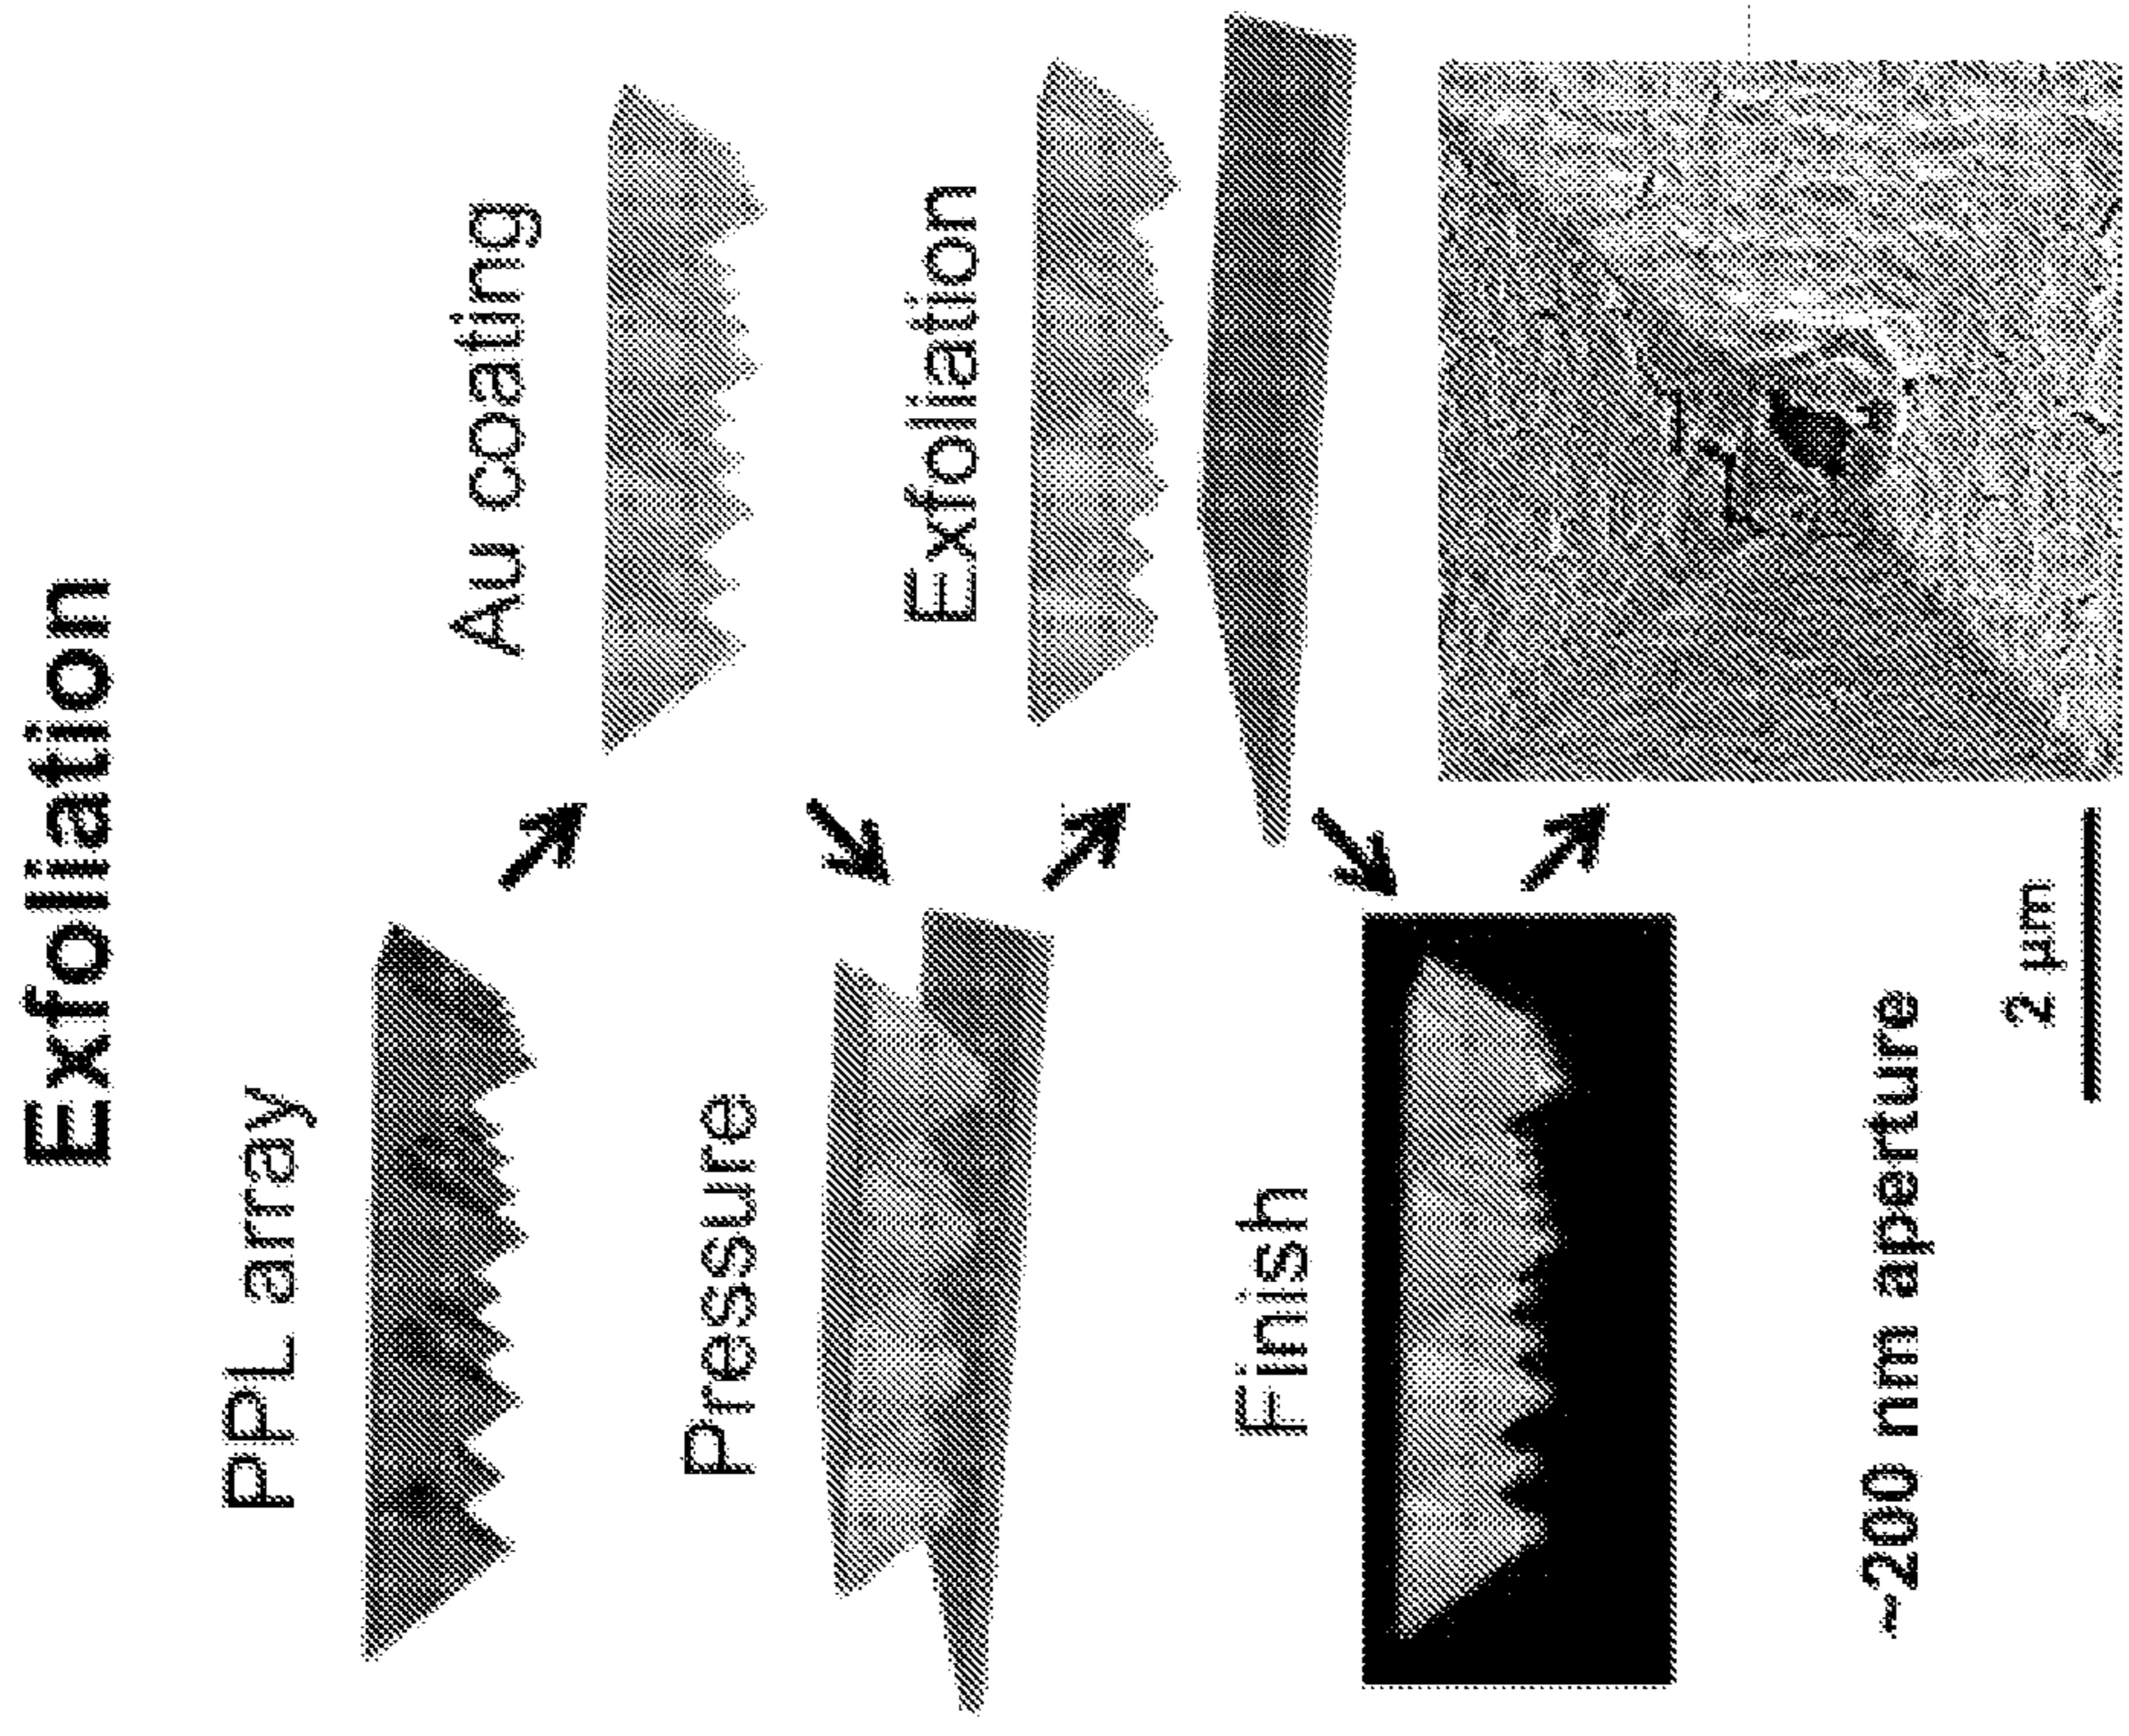 Exfoliation
PPL array
Au coating
Pressure
Exfoliation
Finish
~200 nm aperture
2 µm